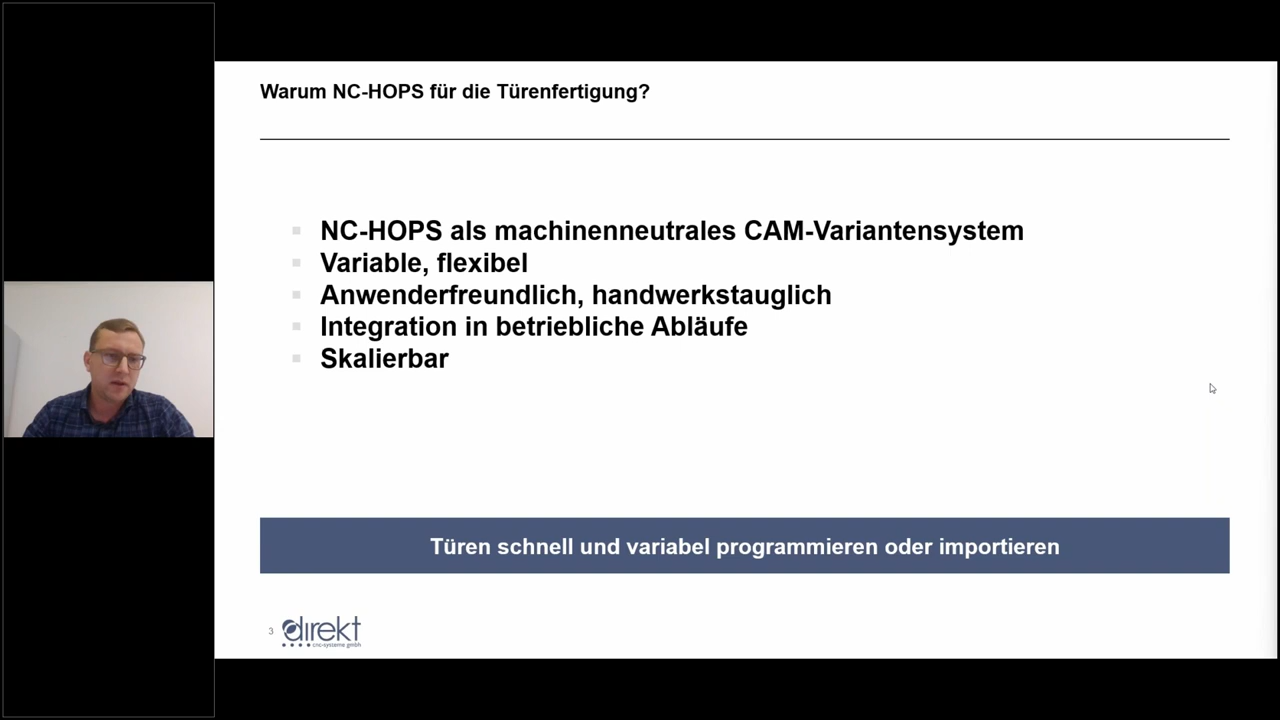 Warum NC-HOPS für die Türenfertigung?
NC-HOPS als machinenneutrales CAM-Variantensystem
Variable, flexibel
Anwenderfreundlich, handwerkstauglich
Integration in betriebliche Abläufe
Skalierbar
Türen schnell und variabel programmieren oder importieren
3
direkt
cnc-systeme gmbh